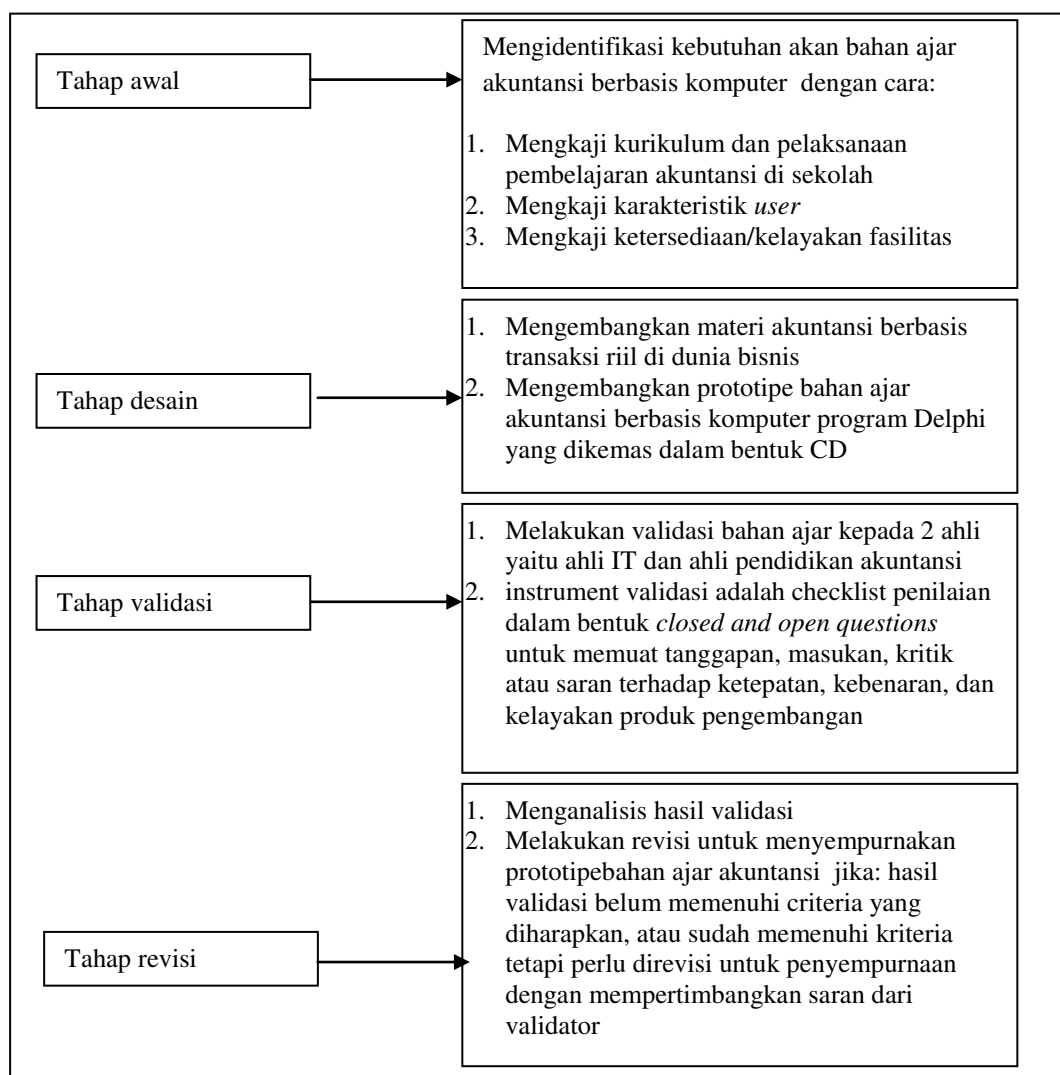 Tahap awal
Mengidentifikasi kebutuhan akan bahan ajar
akuntansi berbasis komputer dengan cara:
1. Mengkaji kurikulum dan pelaksanaan
pembelajaran akuntansi di sekolah
2. Mengkaji karakteristik user
3. Mengkaji ketersediaan/kelayakan fasilitas
Tahap desain
1. Mengembangkan materi akuntansi berbasis
transaksi riil di dunia bisnis
2. Mengembangkan prototipe bahan ajar
akuntansi berbasis komputer program Delphi
yang dikemas dalam bentuk CD
Tahap validasi
1. Melakukan validasi bahan ajar kepada 2 ahli
yaitu ahli IT dan ahli pendidikan akuntansi
2. instrument validasi adalah checklist penilaian
dalam bentuk closed and open questions
untuk memuat tanggapan, masukan, kritik
atau saran terhadap ketepatan, kebenaran, dan
kelayakan produk pengembangan
Tahap revisi
1. Menganalisis hasil validasi
2. Melakukan revisi untuk menyempurnakan
prototipebahan ajar akuntansi jika: hasil
validasi belum memenuhi criteria yang
diharapkan, atau sudah memenuhi kriteria
tetapi perlu direvisi untuk penyempurnaan
dengan mempertimbangkan saran dari
validator